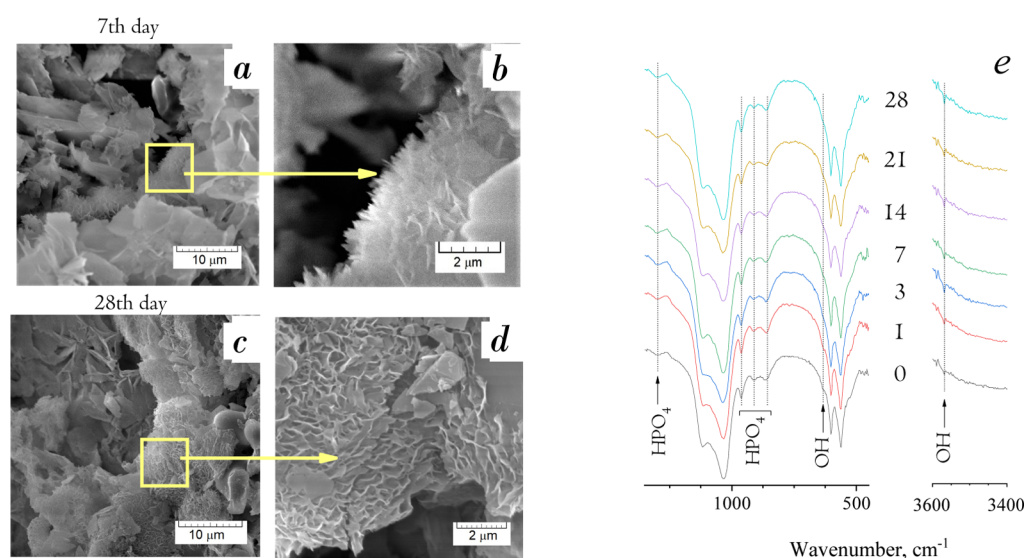 7th day
a
b
10 μm
2 μm
28th day
c
d
10 μm
2 μm
e
28
21
14
7
3
1
0
HPO4
HPO4
OH
OH
1000
500
3600
3400
Wavenumber, cm-1